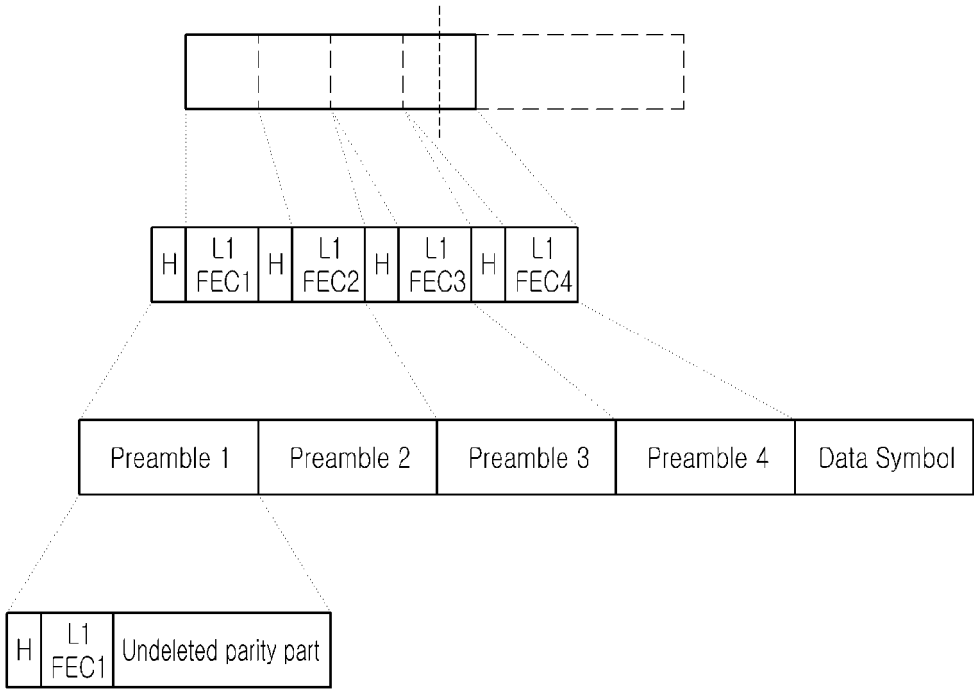 H L1 FEC1 H L1 FEC2 H L1 FEC3 H L1 FEC4
Preamble 1 Preamble 2 Preamble 3 Preamble 4 Data Symbol
H L1 FEC1 Undeleted parity part